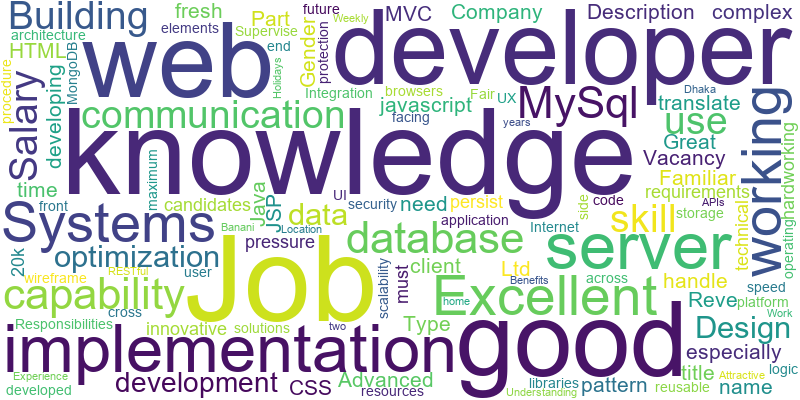 Building
web
developer
knowledge
Job
good
implementation
Systems
capability
Excellent
server
database
working
communication
MySql
Salary
skill
use
Design
optimization
development
data
Part
fresh
MVC
Company
Description
complex
future
Weekly
architecture
elements
Supervise
end
HTML
MongoDB
Holidays
Gender
protection
Integration
browsers
Fair
UX
javascript
facing
years
Dhaka
translate
Great
Vacancy
Familiar
requirements
procedure
developing
time
maximum
candidates
Java
JSP
UI
security
need
persist
side
code
APIs
storage
technical
operating
hardworking
front
Banani
Location
application
Internet
20k
wireframe
RESTful
user
pressure
scalability
must
client
Ltd
across
handle
Reve
platform
speed
cross
home
Benefits
Work
Responsibilities
innovative
solutions
two
Type
especially
Experience
developed
CSS
Advanced
resources
Understanding
libraries
pattern
title
reusable
name
logic
Attractive